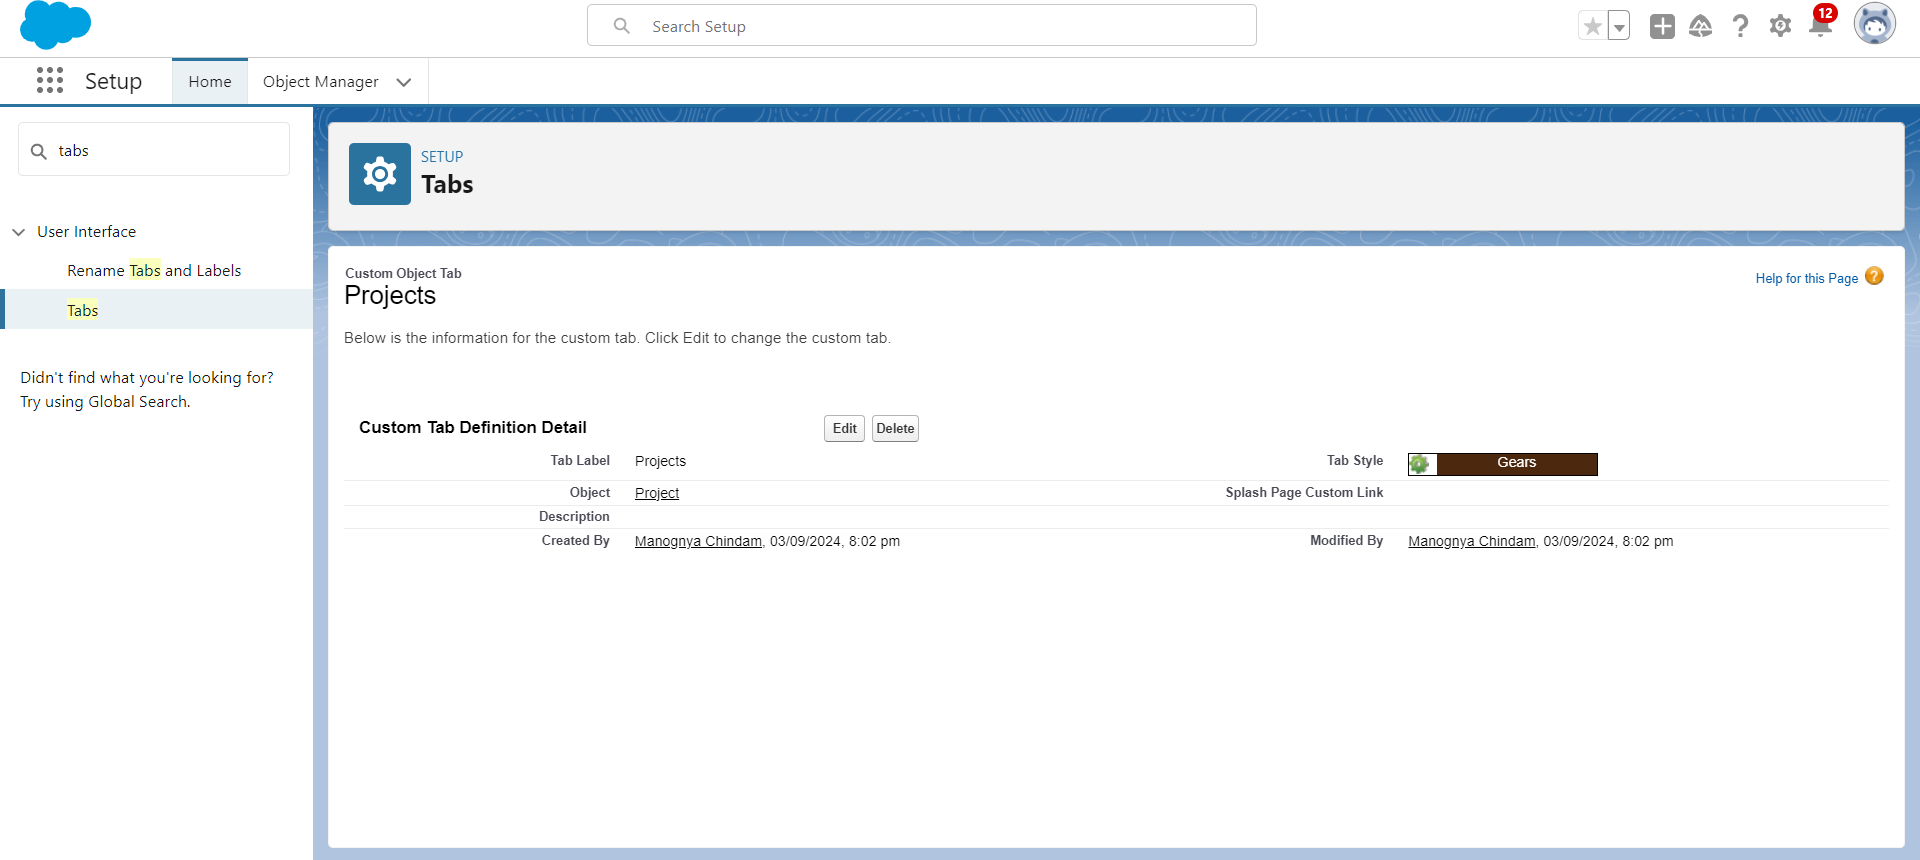 Search Setup
12
Setup
Home
Object Manager
tabs
User Interface
Rename Tabs and Labels
Tabs
Didn't find what you're looking for?
Try using Global Search.
SETUP
Tabs
Custom Object Tab
Projects
Help for this Page ?
Below is the information for the custom tab. Click Edit to change the custom tab.
Custom Tab Definition Detail Edit Delete
Tab Label Projects Tab Style Gears
Object Project Splash Page Custom Link
Description
Created By Manognya Chindam, 03/09/2024, 8:02 pm Modified By Manognya Chindam, 03/09/2024, 8:02 pm